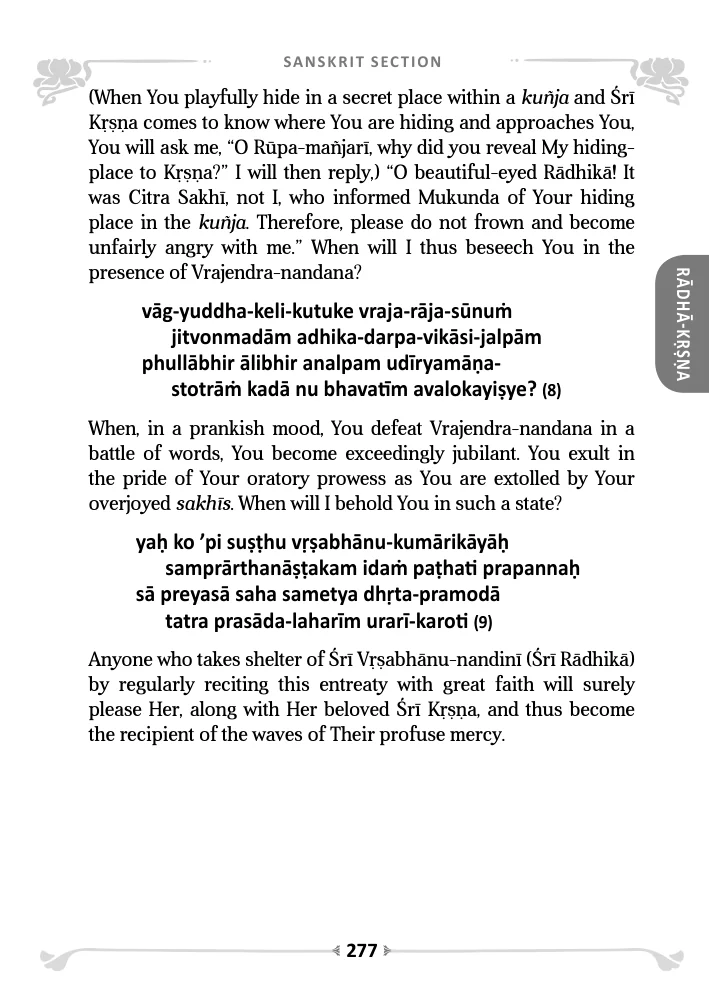 SANSKRIT SECTION
(When You playfully hide in a secret place within a kuñja and Śrī
Kṛṣṇa comes to know where You are hiding and approaches You,
You will ask me, “O Rūpa-mañjarī, why did you reveal My hiding-
place to Kṛṣṇa?” I will then reply,) “O beautiful-eyed Rādhikā! It
was Citra Sakhī, not I, who informed Mukunda of Your hiding
place in the kuñja. Therefore, please do not frown and become
unfairly angry with me.” When will I thus beseech You in the
presence of Vrajendra-nandana?
vāg-yuddha-keli-kutuke vraja-rāja-sūnuṁ
jitvonmadām adhika-darpa-vikāsi-jalpām
phullābhir ālibhir analpam udīryamāṇa-
stotrāṁ kadā nu bhavatīm avalokayiṣye? (8)
When, in a prankish mood, You defeat Vrajendra-nandana in a
battle of words, You become exceedingly jubilant. You exult in
the pride of Your oratory prowess as You are extolled by Your
overjoyed sakhīs. When will I behold You in such a state?
yaḥ ko ’pi suṣṭhu vṛṣabhānu-kumārikāyāḥ
samprārthanāṣṭakam idaṁ paṭhati prapannaḥ
sā preyasā saha sametya dhṛta-pramodā
tatra prasāda-laharīm urarī-karoti (9)
Anyone who takes shelter of Śrī Vṛṣabhānu-nandinī (Śrī Rādhikā)
by regularly reciting this entreaty with great faith will surely
please Her, along with Her beloved Śrī Kṛṣṇa, and thus become
the recipient of the waves of Their profuse mercy.
RĀDHĀ-KṚṢṆA
277